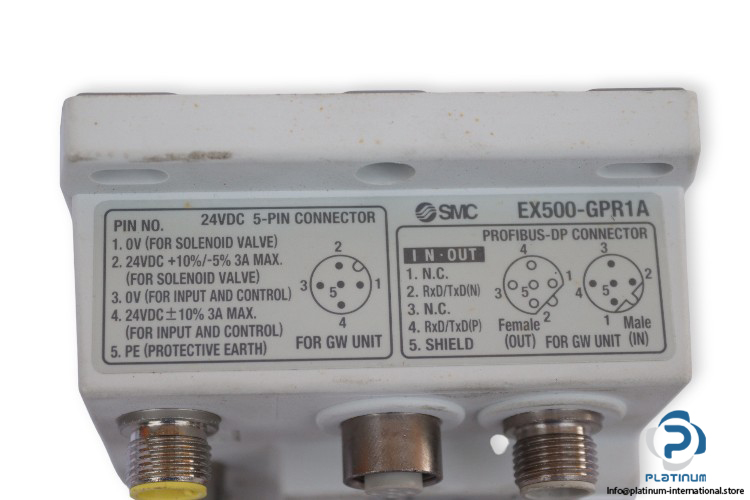 PIN NO. 24VDC 5-PIN CONNECTOR
1. 0V (FOR SOLENOID VALVE)
2. 24VDC +10%/-5% 3A MAX.
(FOR SOLENOID VALVE)
3. 0V (FOR INPUT AND CONTROL)
4. 24VDC±10% 3A MAX.
(FOR INPUT AND CONTROL)
5. PE (PROTECTIVE EARTH)
2
3 5 1
4
FOR GW UNIT
SMC EX500-GPR1A
PROFIBUS-DP CONNECTOR
IN·OUT
1. N.C.
2. RxD/TxD(N)
3. N.C.
4. RxD/TxD(P)
5. SHIELD
4
3 5 1
2
Female
(OUT)
3
4 5 2
1 Male
FOR GW UNIT (IN)
PLATINUM
Info@platinum-international.store